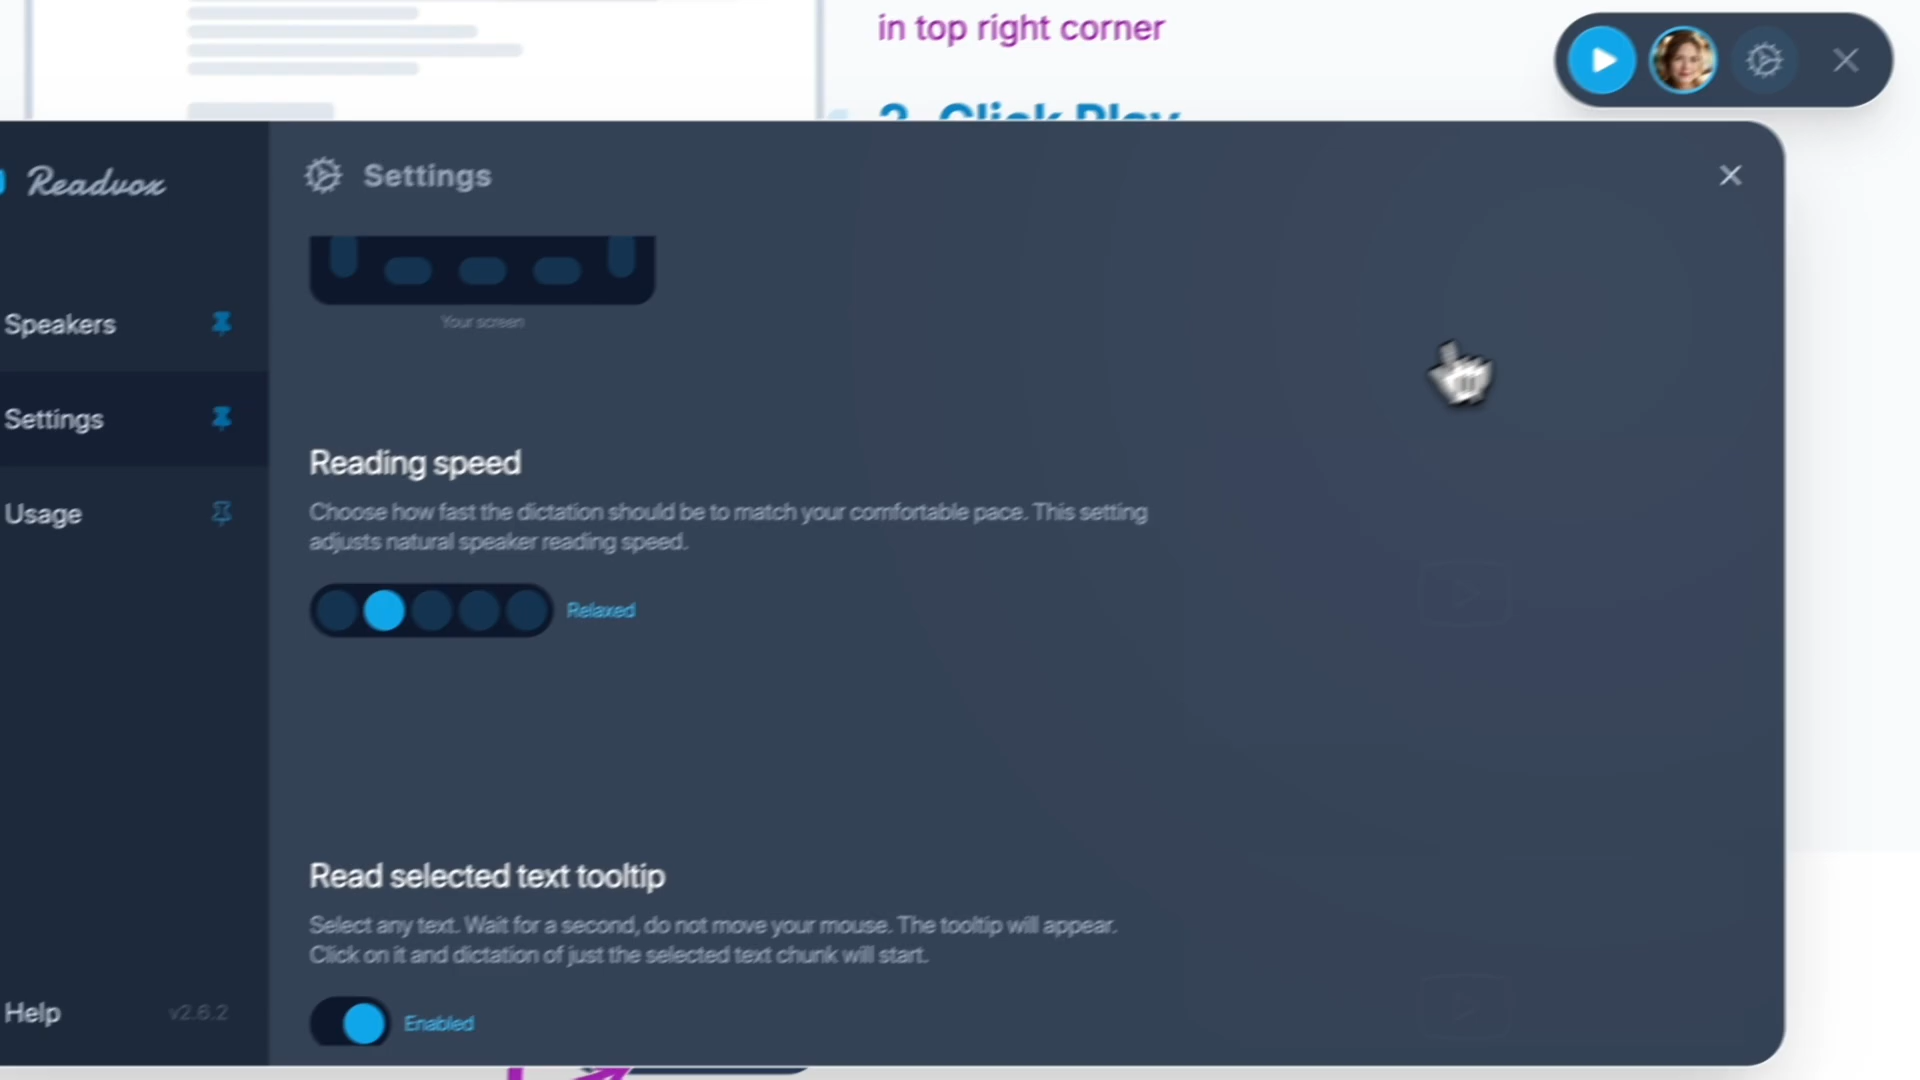 in top right corner
2. Click Play
Readvox
Settings
Your screen
Speakers
Settings
Usage
Reading speed
Choose how fast the dictation should be to match your comfortable pace. This setting
adjusts natural speaker reading speed.
Relaxed
Read selected text tooltip
Select any text. Wait for a second, do not move your mouse. The tooltip will appear.
Click on it and dictation of just the selected text chunk will start.
Enabled
Help
v2.6.2